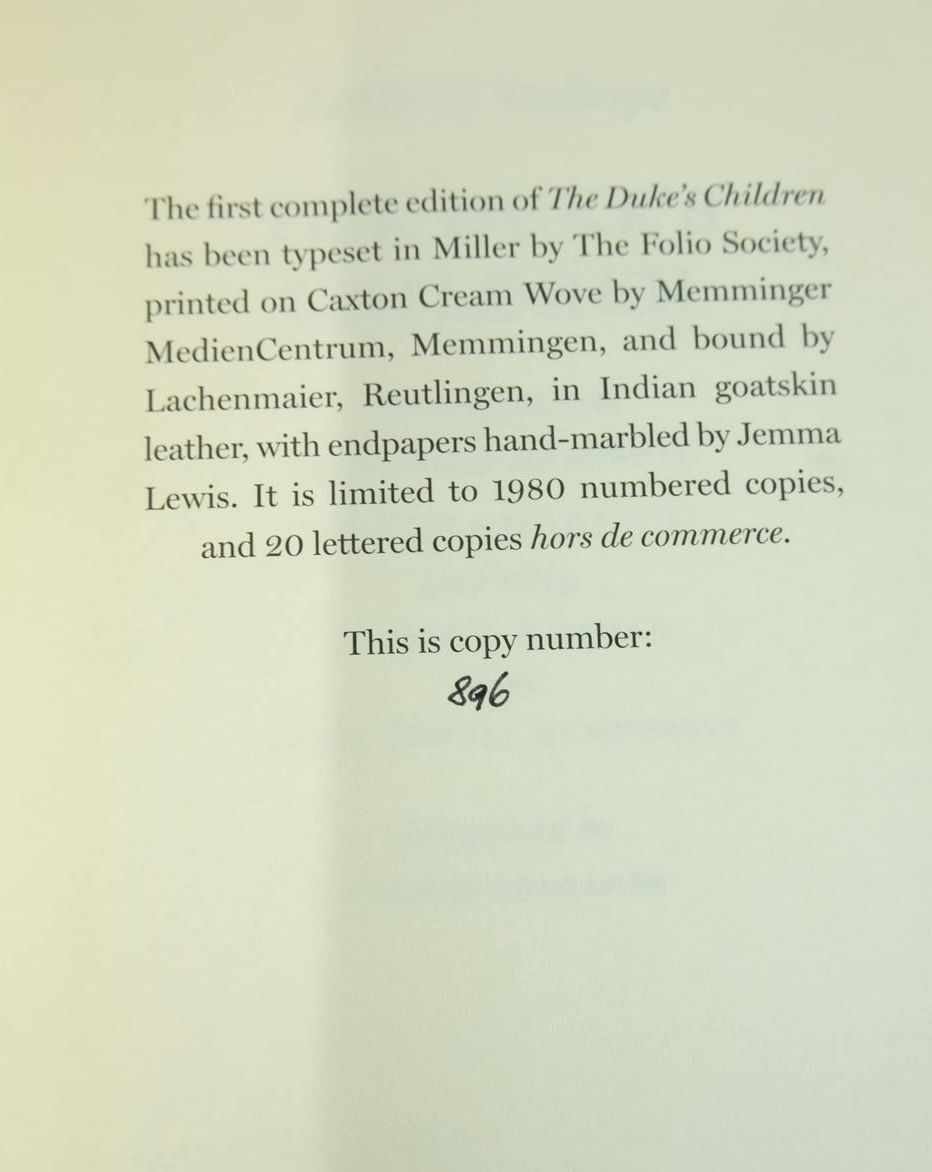 The first complete edition of The Duke's Children
has been typeset in Miller by The Folio Society,
printed on Caxton Cream Wove by Memminger
MedienCentrum, Memmingen, and bound by
Lachenmaier, Reutlingen, in Indian goatskin
leather, with endpapers hand-marbled by Jemma
Lewis. It is limited to 1980 numbered copies,
and 20 lettered copies hors de commerce.
This is copy number:
896